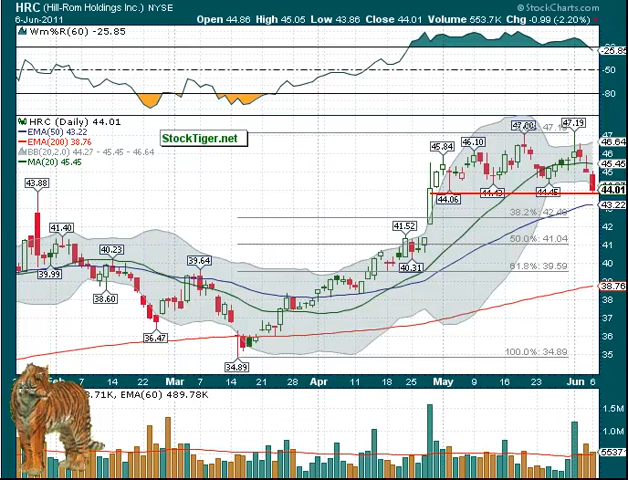 HRC (Hill-Rom Holdings Inc.) NYSE
© StockCharts.com
6-Jun-2011
Open 44.86 High 45.05 Low 43.86 Close 44.01 Volume 553.7K Chg -0.99 (-2.20%)
Wm%R(60) -25.85
-25.85
-50
-80
HRC (Daily) 44.01
EMA(50) 43.22
EMA(200) 38.76
BB(20,2.0) 44.27 - 45.45 - 46.64
MA(20) 45.45
StockTiger.net
47.00
47.19
45.84
46.10
47
46.64
46
45.45
45
44.01
43.22
43.88
44.06
44.43
44.45
38.2%: 42.49
42
41.40
41.52
50.0%: 41.04
41
40.23
40.31
40
39.99
39.64
61.8%: 39.59
39
38.76
38.60
38
37
36.47
36
34.89
100.0%: 34.89
35
14 22 Mar 7 14 21 28 Apr 11 18 25 May 9 16 23 Jun 6
3.71K, EMA(60) 489.78K
1.5M
1.0M